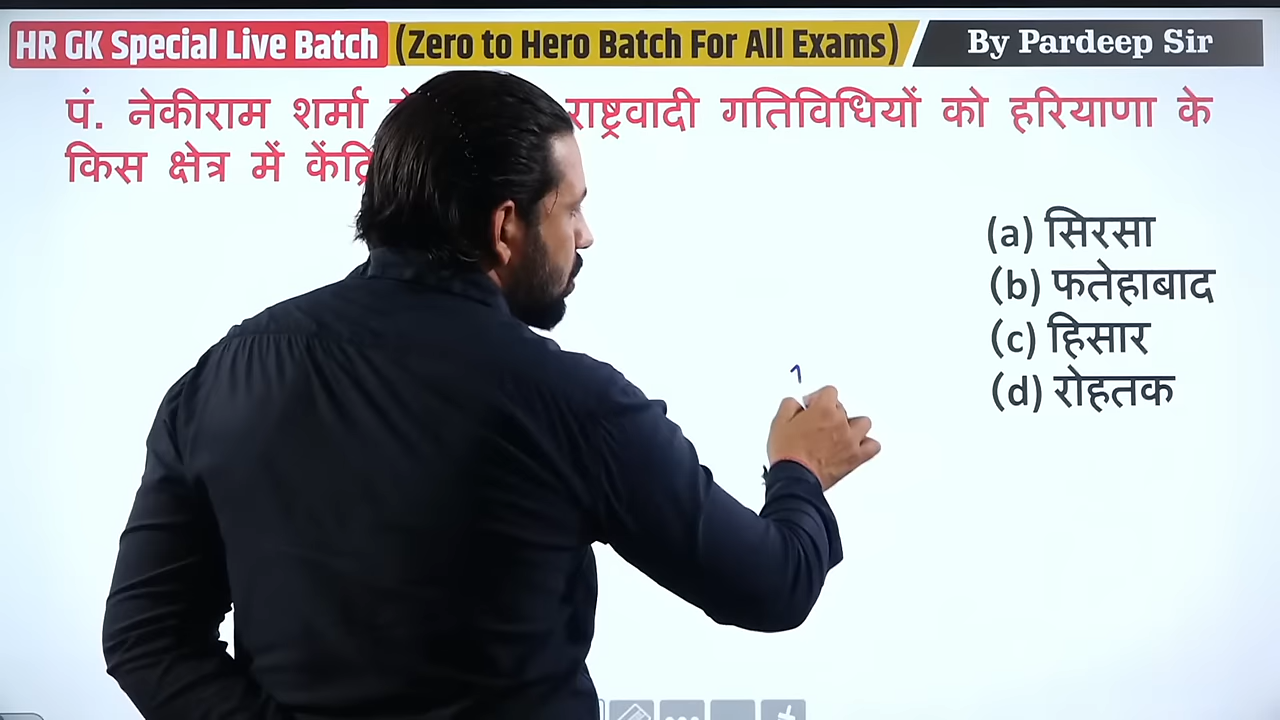 HR GK Special Live Batch (Zero to Hero Batch For All Exams) By Pardeep Sir
पं. नेकीराम शर्मा राष्ट्रवादी गतिविधियों को हरियाणा के
किस क्षेत्र में
(a) सिरसा
(b) फतेहाबाद
(c) हिसार
(d) रोहतक